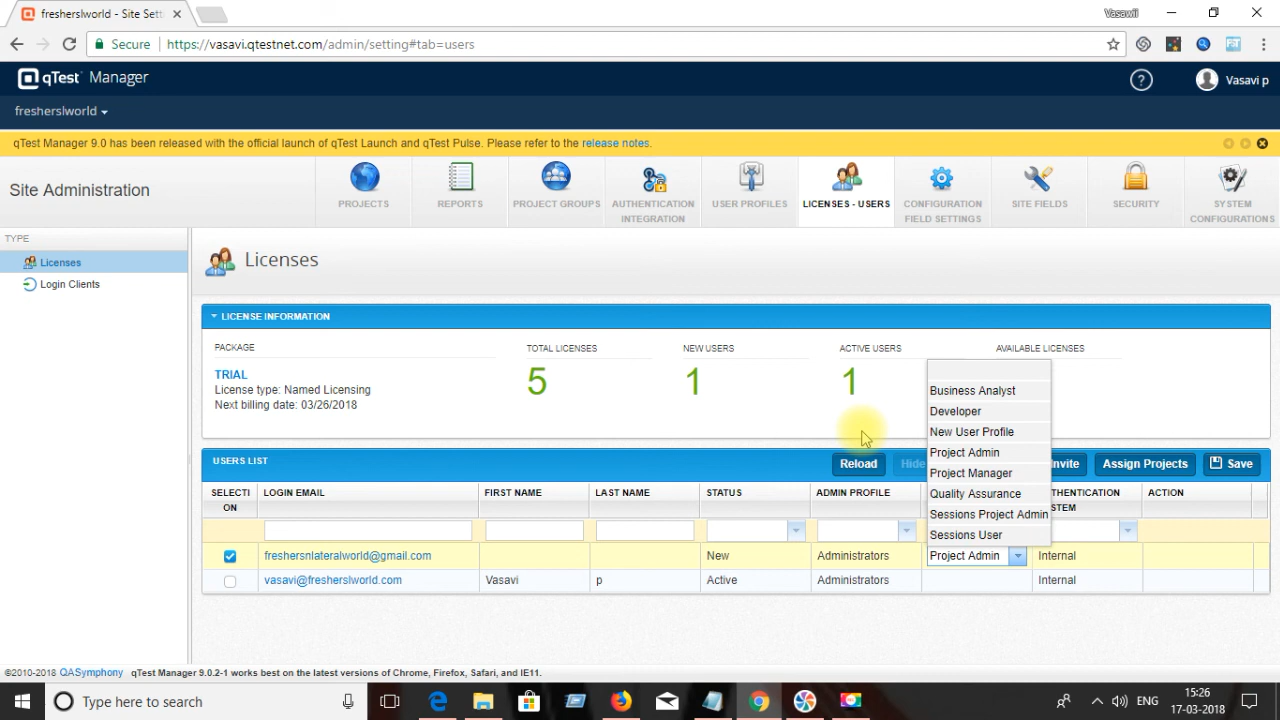 freshersIworld - Site Setti
Vasawii
Secure
https://vasavi.qtestnet.com/admin/setting#tab=users
qTest Manager
Vasavi p
freshersIworld
qTest Manager 9.0 has been released with the official launch of qTest Launch and qTest Pulse. Please refer to the release notes.
Site Administration
PROJECTS
REPORTS
PROJECT GROUPS
AUTHENTICATION
INTEGRATION
USER PROFILES
LICENSES - USERS
CONFIGURATION
FIELD SETTINGS
SITE FIELDS
SECURITY
SYSTEM
CONFIGURATIONS
TYPE
Licenses
Login Clients
Licenses
LICENSE INFORMATION
PACKAGE
TOTAL LICENSES
NEW USERS
ACTIVE USERS
AVAILABLE LICENSES
TRIAL
License type: Named Licensing
Next billing date: 03/26/2018
5
1
1
Business Analyst
Developer
New User Profile
Project Admin
Project Manager
Quality Assurance
Sessions Project Admin
Sessions User
USERS LIST
Reload
Hide
Assign Projects
Save
SELECTI
ON
LOGIN EMAIL
FIRST NAME
LAST NAME
STATUS
ADMIN PROFILE
ACTION
freshersnlateralworld@gmail.com
New
Administrators
Project Admin
Internal
vasavi@fresherslworld.com
Vasavi
p
Active
Administrators
Internal
©2010-2018 QASymphony qTest Manager 9.0.2-1 works best on the latest versions of Chrome, Firefox, Safari, and IE11.
Type here to search
ENG
15:26
17-03-2018